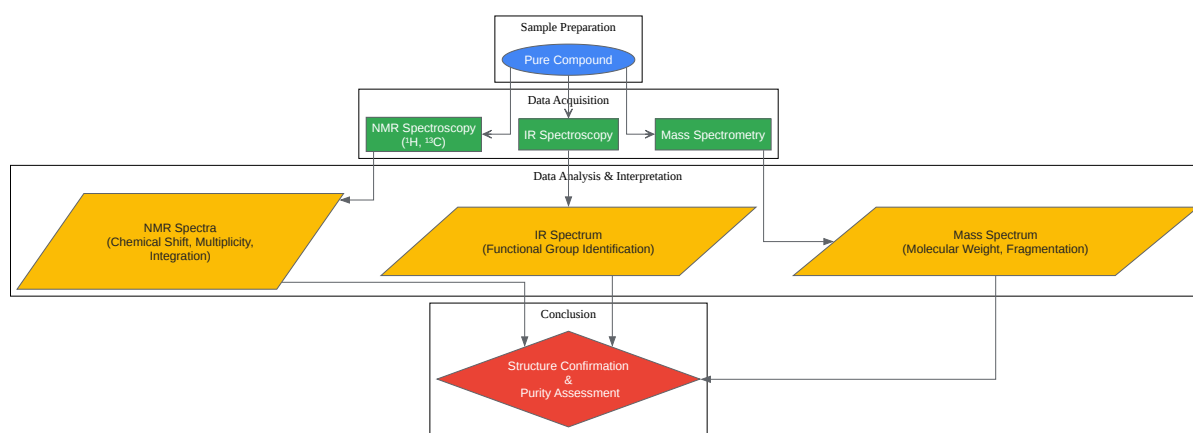 Sample Preparation
Pure Compound
Data Acquisition
NMR Spectroscopy
(¹H, ¹³C)
IR Spectroscopy
Mass Spectrometry
Data Analysis & Interpretation
NMR Spectra
(Chemical Shift, Multiplicity,
Integration)
IR Spectrum
(Functional Group Identification)
Mass Spectrum
(Molecular Weight, Fragmentation)
Conclusion
Structure Confirmation
&
Purity Assessment